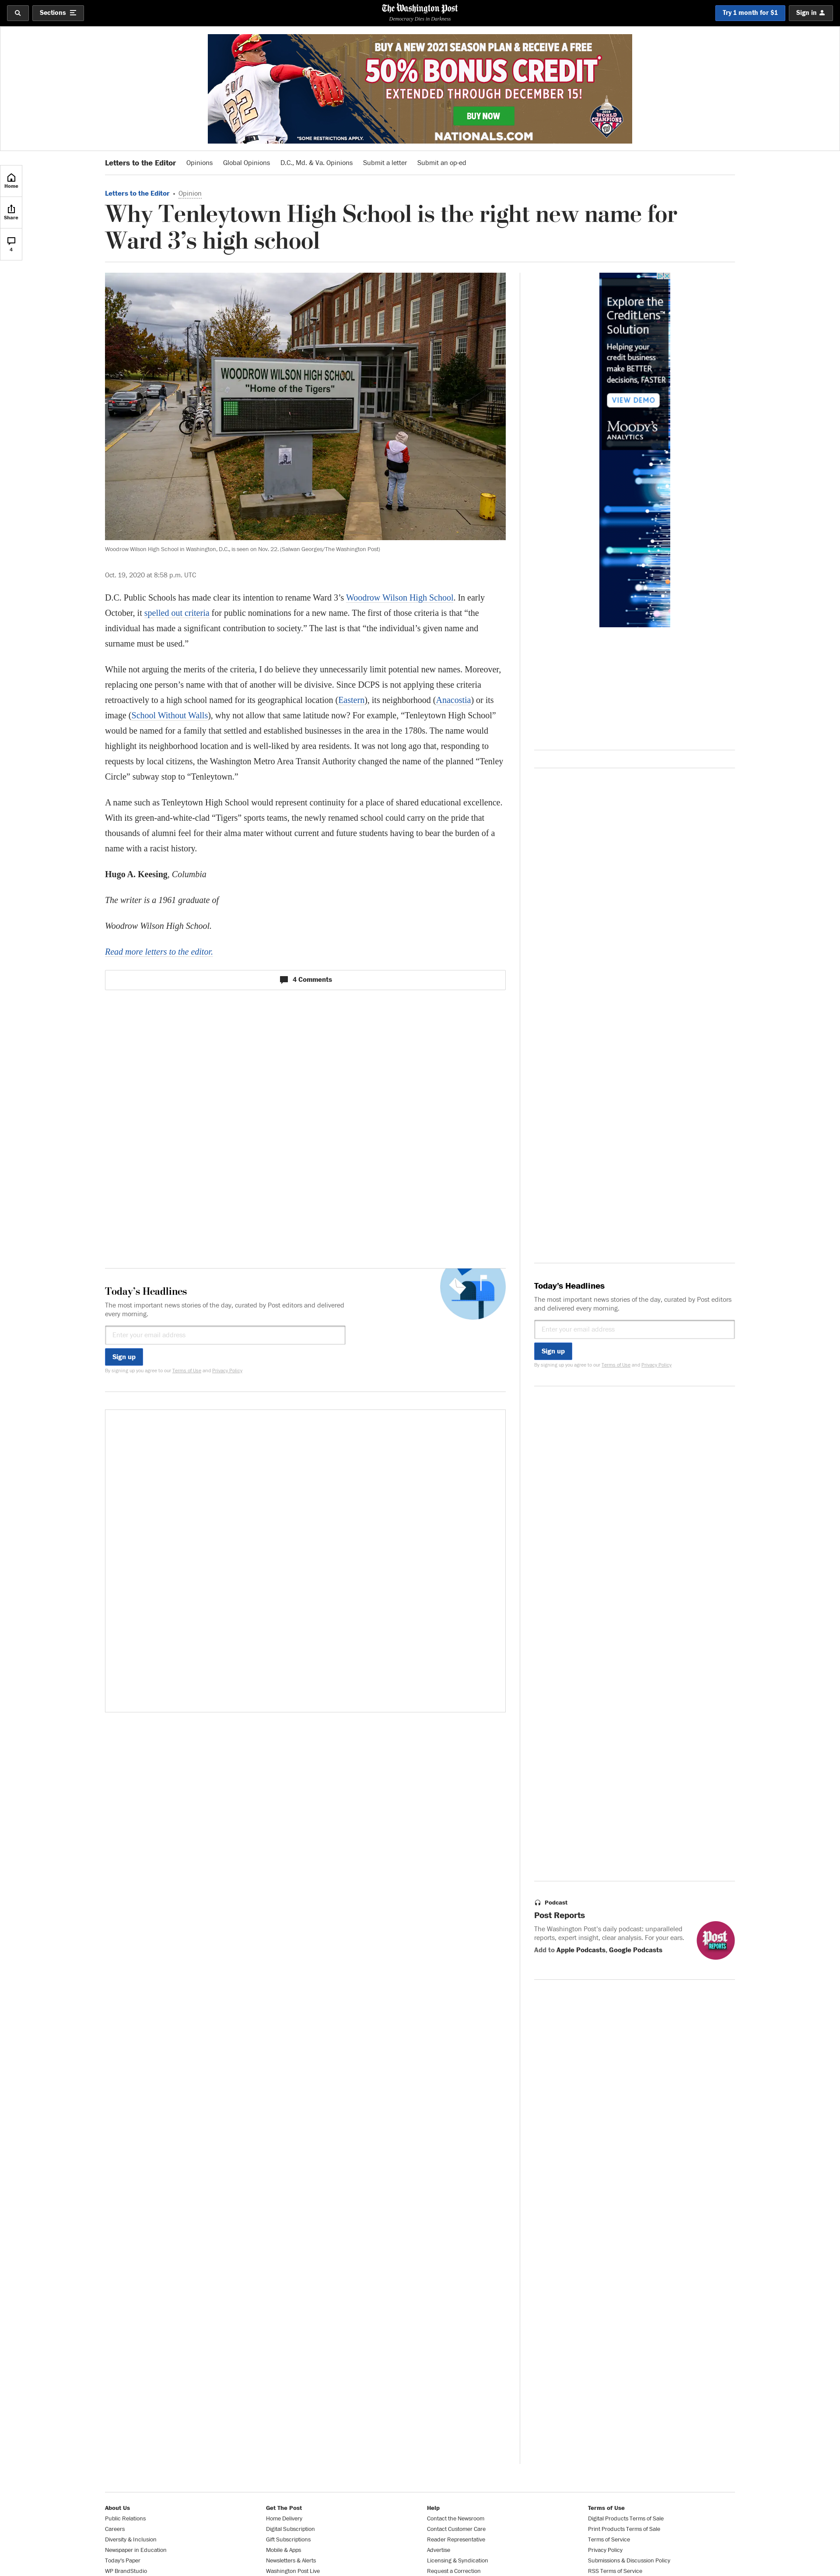 Sections
The Washington Post
Democracy Dies in Darkness
Try 1 month for $1
Sign in
SOTO
22
BUY A NEW 2021 SEASON PLAN & RECEIVE A FREE
50% BONUS CREDIT*
EXTENDED THROUGH DECEMBER 15!
BUY NOW
*SOME RESTRICTIONS APPLY.
NATIONALS.COM
2019
WORLD
CHAMPIONS
Home
Share
4
Letters to the Editor
Opinions
Global Opinions
D.C., Md. & Va. Opinions
Submit a letter
Submit an op-ed
Letters to the Editor • Opinion
Why Tenleytown High School is the right new name for
Ward 3’s high school
WOODROW WILSON HIGH SCHOOL
"Home of the Tigers"
Woodrow Wilson High School in Washington, D.C., is seen on Nov. 22. (Salwan Georges/The Washington Post)
Oct. 19, 2020 at 8:58 p.m. UTC
D.C. Public Schools has made clear its intention to rename Ward 3’s Woodrow Wilson High School. In early
October, it spelled out criteria for public nominations for a new name. The first of those criteria is that “the
individual has made a significant contribution to society.” The last is that “the individual’s given name and
surname must be used.”
While not arguing the merits of the criteria, I do believe they unnecessarily limit potential new names. Moreover,
replacing one person’s name with that of another will be divisive. Since DCPS is not applying these criteria
retroactively to a high school named for its geographical location (Eastern), its neighborhood (Anacostia) or its
image (School Without Walls), why not allow that same latitude now? For example, “Tenleytown High School”
would be named for a family that settled and established businesses in the area in the 1780s. The name would
highlight its neighborhood location and is well-liked by area residents. It was not long ago that, responding to
requests by local citizens, the Washington Metro Area Transit Authority changed the name of the planned “Tenley
Circle” subway stop to “Tenleytown.”
A name such as Tenleytown High School would represent continuity for a place of shared educational excellence.
With its green-and-white-clad “Tigers” sports teams, the newly renamed school could carry on the pride that
thousands of alumni feel for their alma mater without current and future students having to bear the burden of a
name with a racist history.
Hugo A. Keesing, Columbia
The writer is a 1961 graduate of
Woodrow Wilson High School.
Read more letters to the editor.
4 Comments
Explore the
CreditLens™
Solution
Helping your
credit business
make BETTER
decisions, FASTER
VIEW DEMO
MOODY'S
ANALYTICS
Today’s Headlines
The most important news stories of the day, curated by Post editors and delivered
every morning.
Enter your email address
Sign up
By signing up you agree to our Terms of Use and Privacy Policy
Today’s Headlines
The most important news stories of the day, curated by Post editors
and delivered every morning.
Enter your email address
Sign up
By signing up you agree to our Terms of Use and Privacy Policy
Podcast
Post Reports
The Washington Post’s daily podcast: unparalleled
reports, expert insight, clear analysis. For your ears.
Add to Apple Podcasts, Google Podcasts
Post
REPORTS
About Us
Public Relations
Careers
Diversity & Inclusion
Newspaper in Education
Today’s Paper
WP BrandStudio
Get The Post
Home Delivery
Digital Subscription
Gift Subscriptions
Mobile & Apps
Newsletters & Alerts
Washington Post Live
Help
Contact the Newsroom
Contact Customer Care
Reader Representative
Advertise
Licensing & Syndication
Request a Correction
Terms of Use
Digital Products Terms of Sale
Print Products Terms of Sale
Terms of Service
Privacy Policy
Submissions & Discussion Policy
RSS Terms of Service